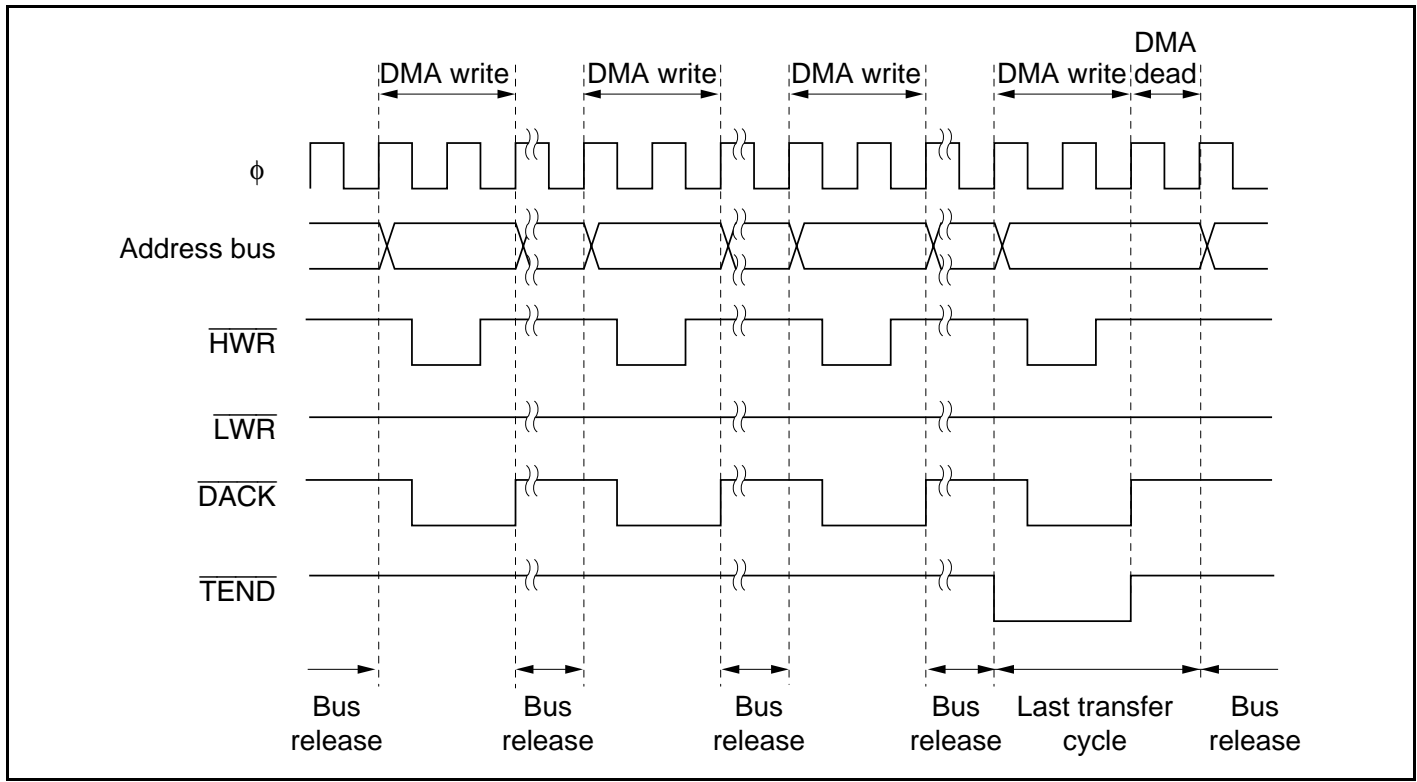 DMA
dead
DMA write
DMA write
DMA write
DMA write
ϕ
Address bus
HWR
LWR
DACK
TEND
Bus
release
Bus
release
Bus
release
Bus
release
Last transfer
cycle
Bus
release